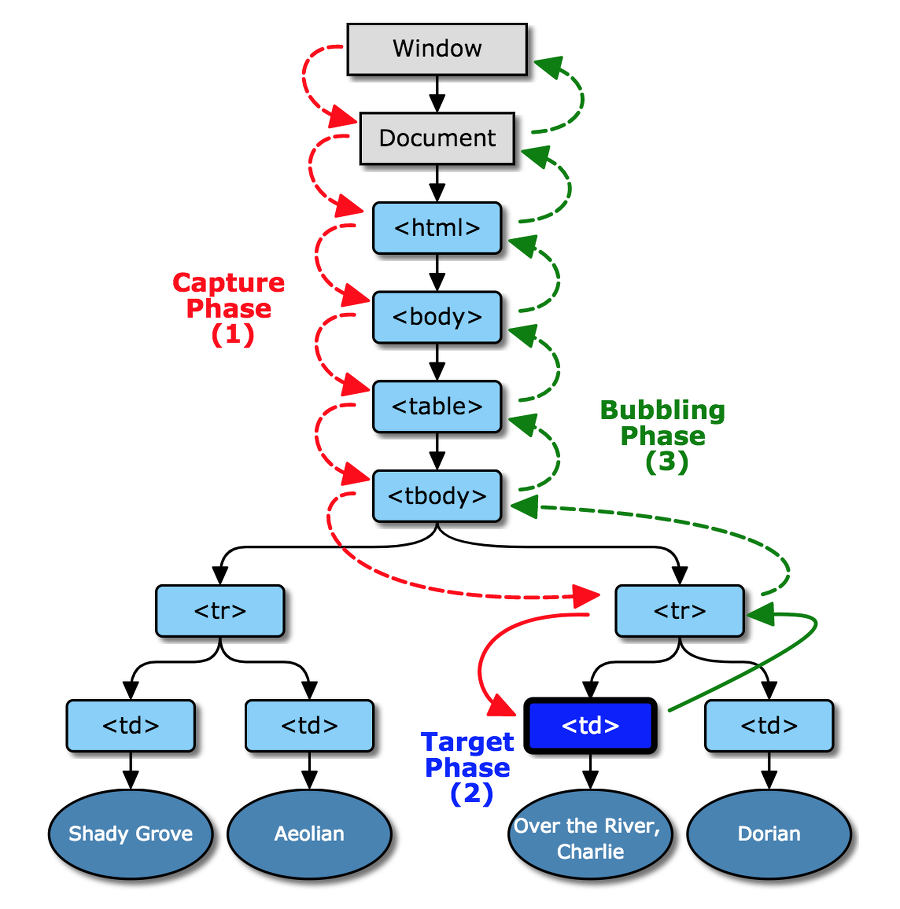 Window
Document
<html>
Capture
Phase
(1)
<body>
<table>
Bubbling
Phase
(3)
<tbody>
<tr>
<tr>
<td>
<td>
Target
Phase
(2)
<td>
<td>
Shady Grove
Aeolian
Over the River,
Charlie
Dorian